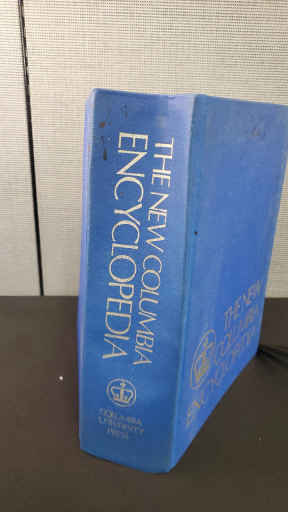 THE NEW COLUMBIA
ENCYCLOPEDIA
COLUMBIA
UNIVERSITY
PRESS
THE NEW
COLUMBIA
ENCYCLOPEDIA